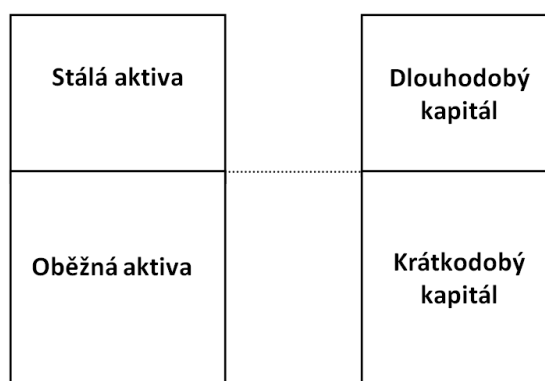 Stálá aktiva
Dlouhodobý
kapitál
Oběžná aktiva
Krátkodobý
kapitál